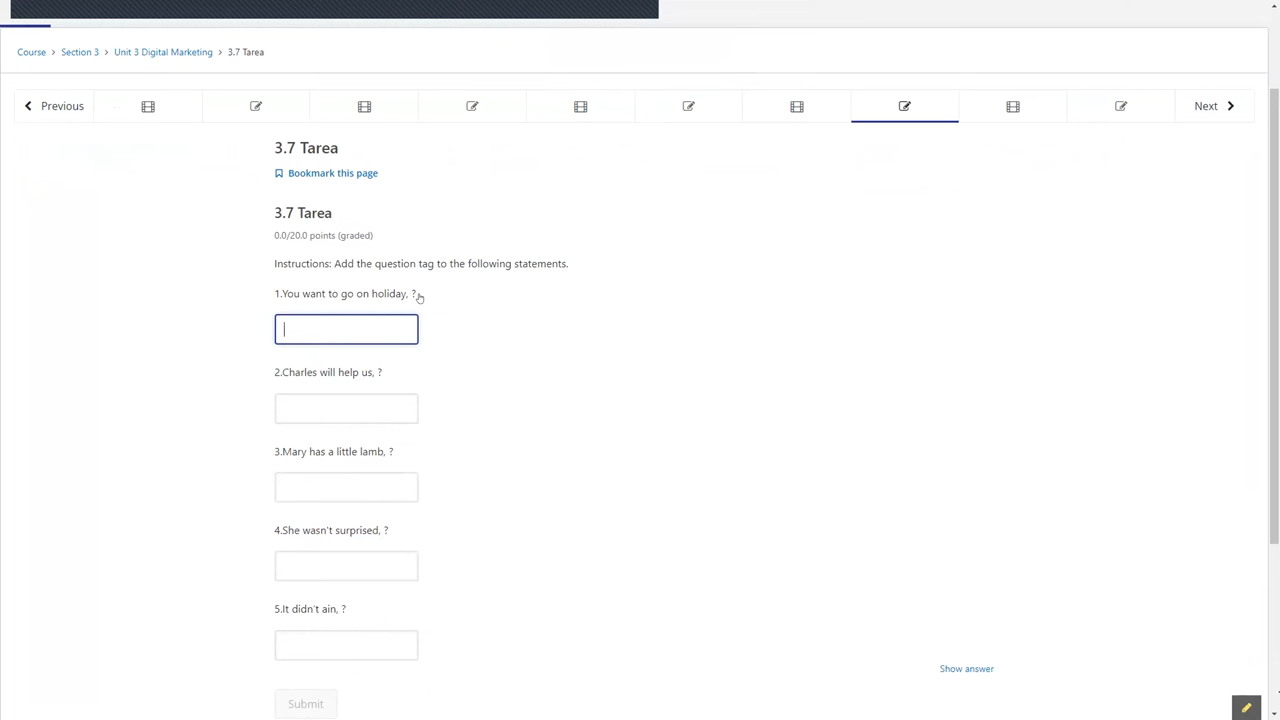 Course > Section 3 > Unit 3 Digital Marketing > 3.7 Tarea
Previous
Next
3.7 Tarea
Bookmark this page
3.7 Tarea
0.0/20.0 points (graded)
Instructions: Add the question tag to the following statements.
1.You want to go on holiday, ?
2.Charles will help us, ?
3.Mary has a little lamb, ?
4.She wasn't surprised, ?
5.It didn't ain, ?
Show answer
Submit